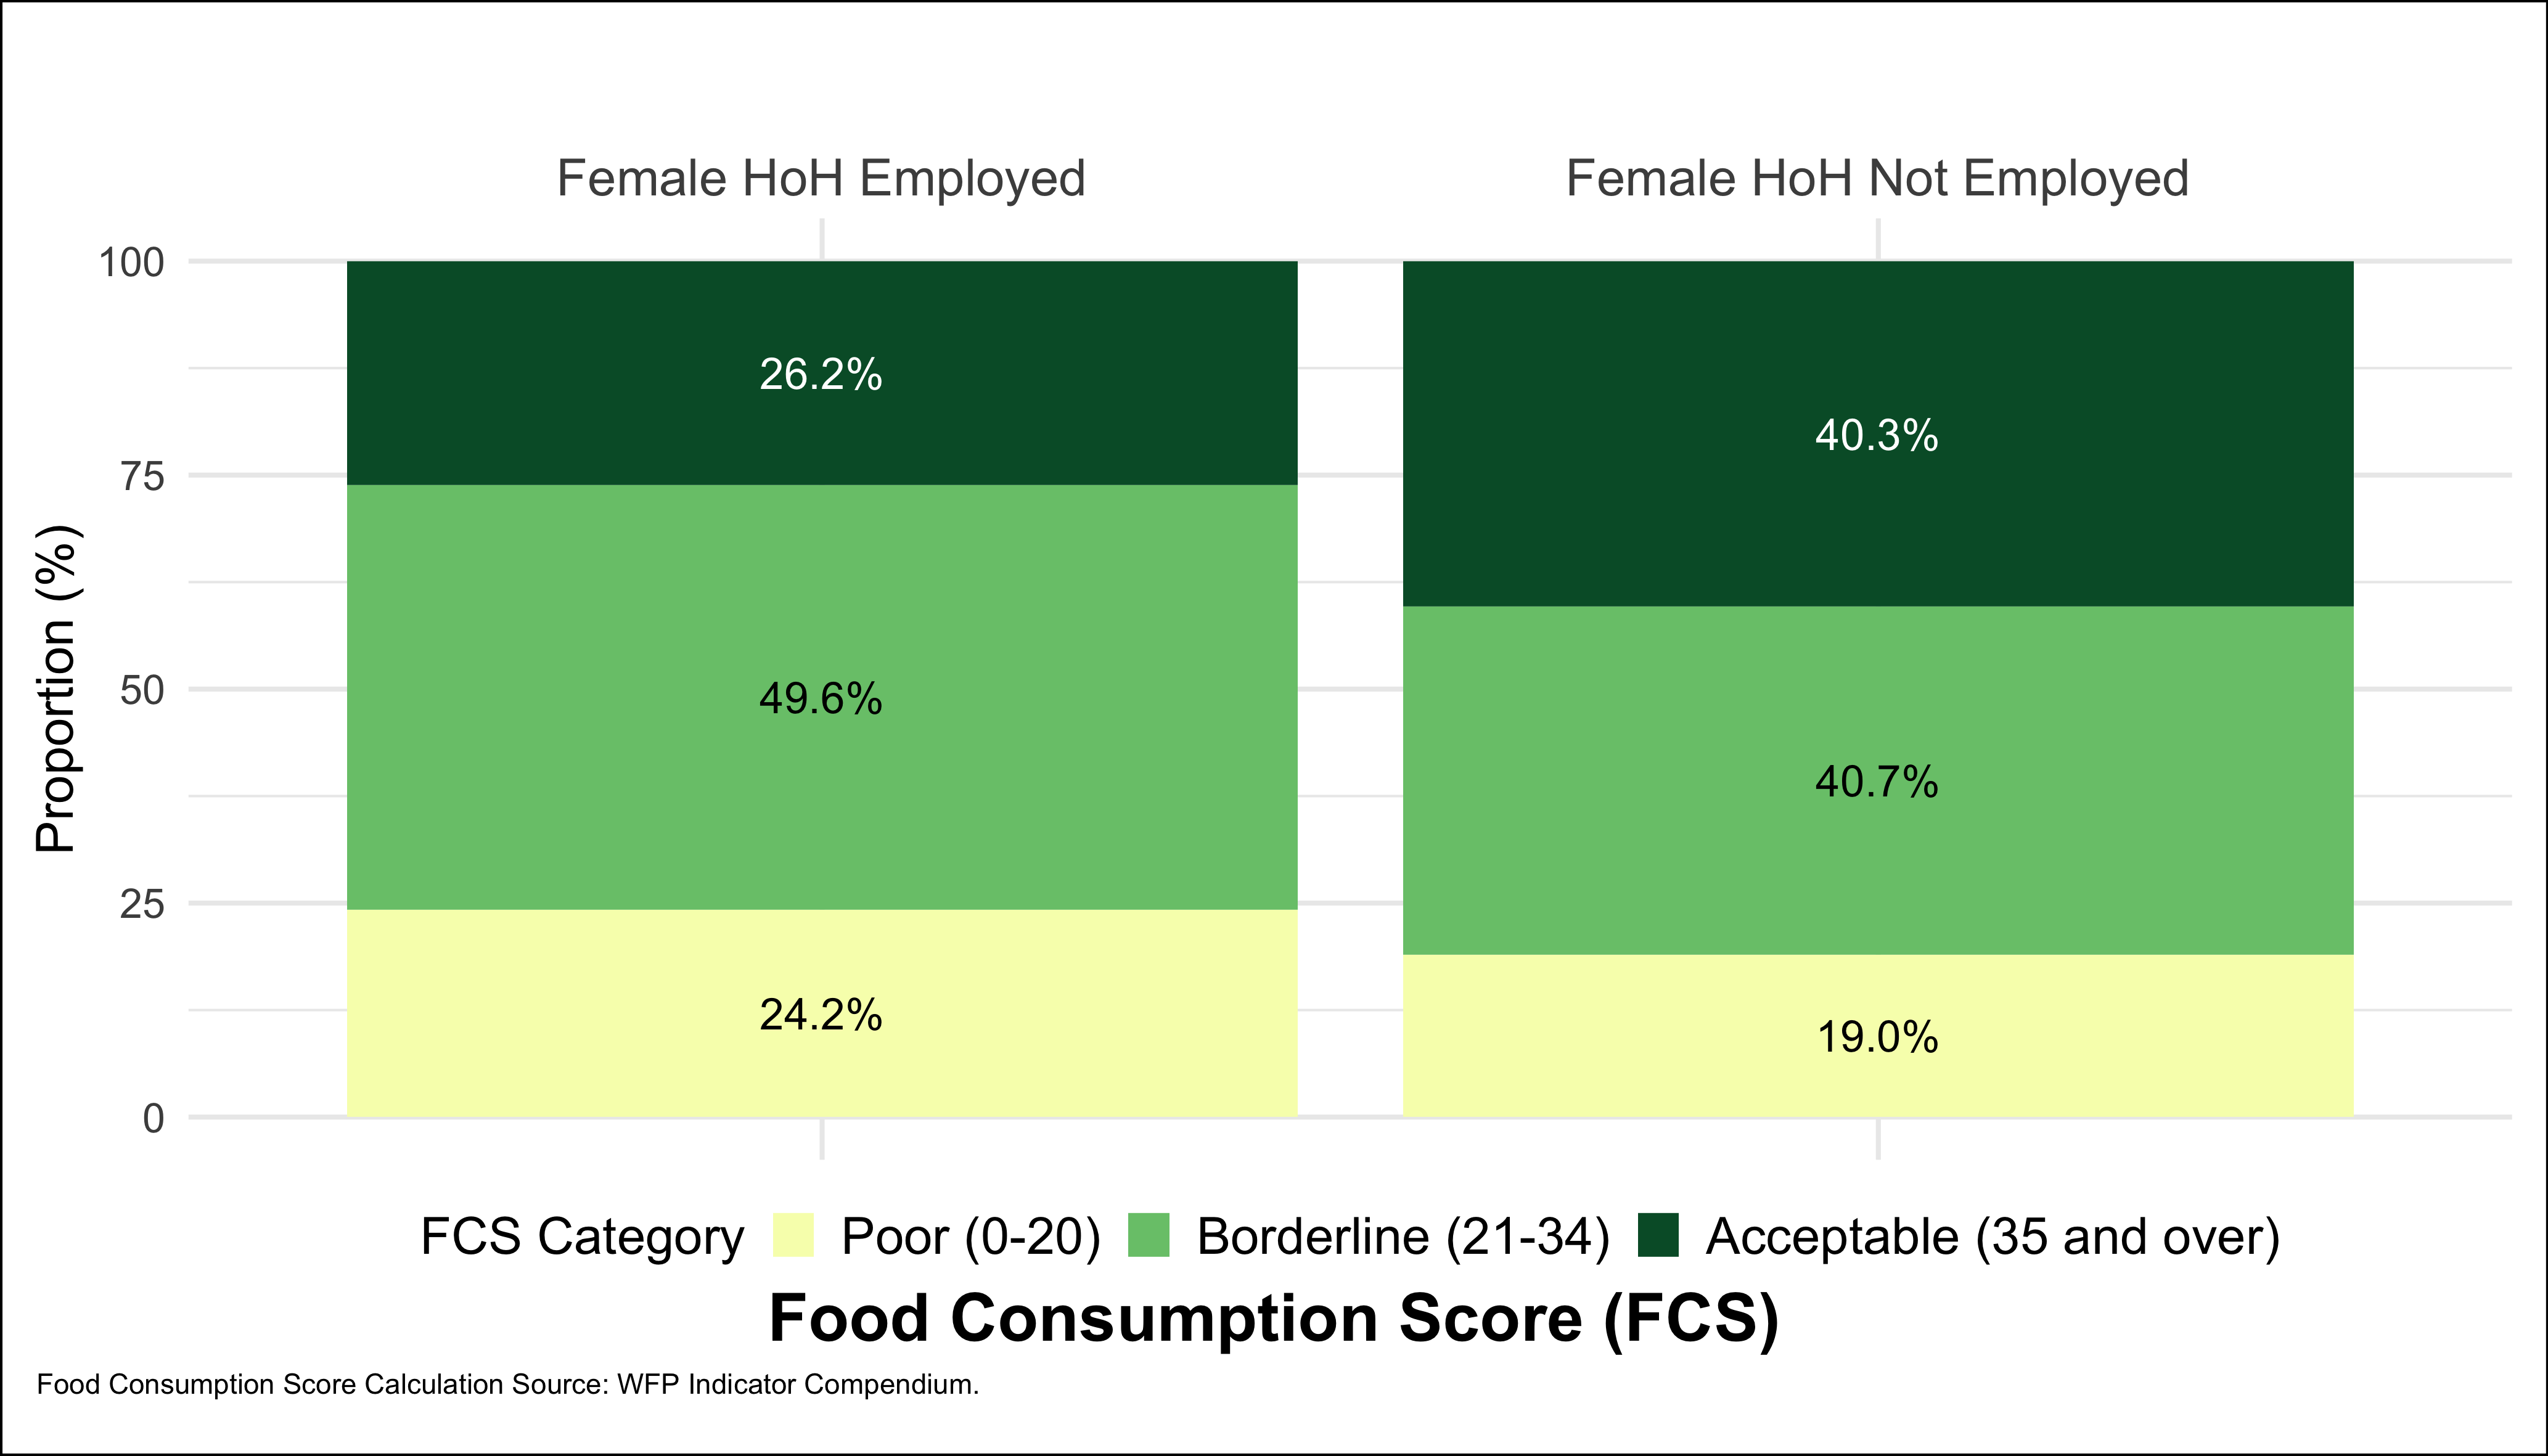 Female HoH Employed
Female HoH Not Employed
100
75
50
25
0
Proportion (%)
26.2%
49.6%
24.2%
40.3%
40.7%
19.0%
FCS Category Poor (0-20) Borderline (21-34) Acceptable (35 and over)
Food Consumption Score (FCS)
Food Consumption Score Calculation Source: WFP Indicator Compendium.